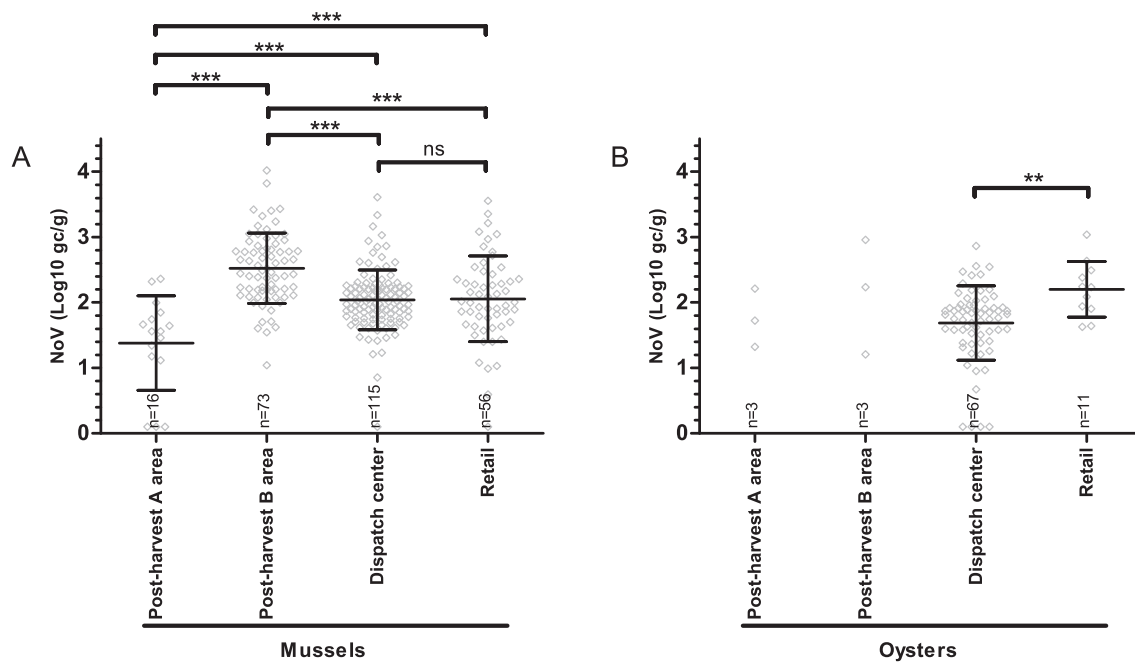 ***
***
***
***
***
ns
A
NoV (Log10 gc/g)
4
3
2
1
0
n=16
n=73
n=115
n=56
Post-harvest A area
Post-harvest B area
Dispatch center
Retail
Mussels
B
**
NoV (Log10 gc/g)
4
3
2
1
0
n=3
n=3
n=67
n=11
Post-harvest A area
Post-harvest B area
Dispatch center
Retail
Oysters